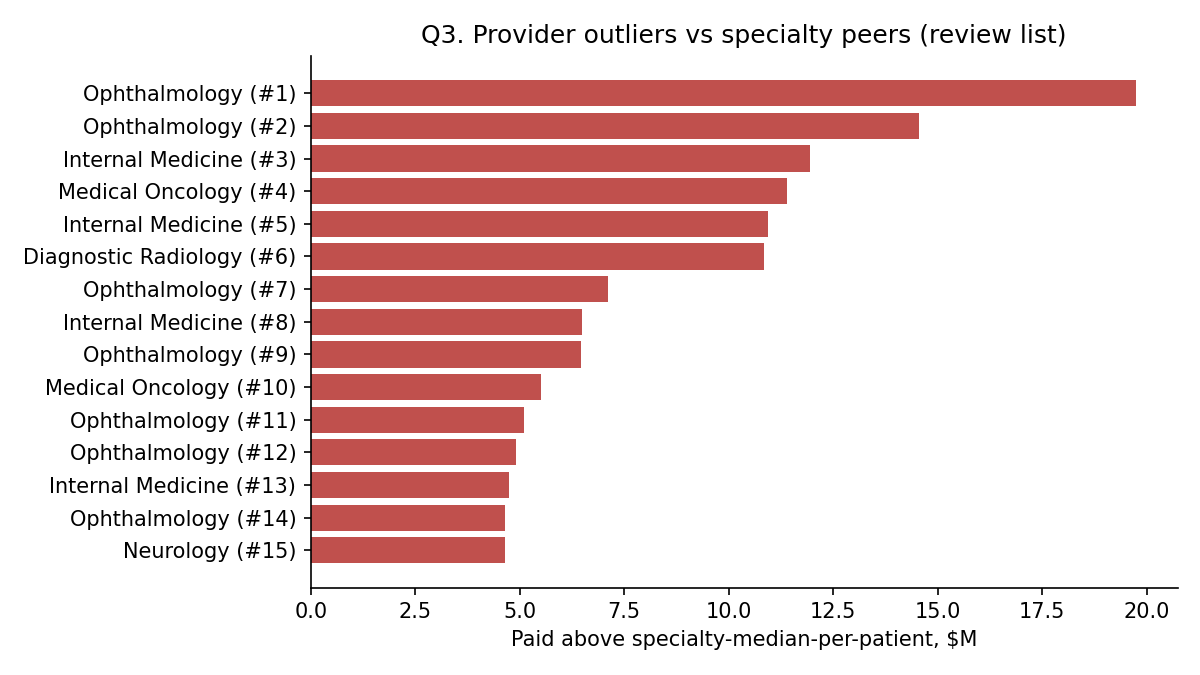 Q3. Provider outliers vs specialty peers (review list)
Ophthalmology (#1)
Ophthalmology (#2)
Internal Medicine (#3)
Medical Oncology (#4)
Internal Medicine (#5)
Diagnostic Radiology (#6)
Ophthalmology (#7)
Internal Medicine (#8)
Ophthalmology (#9)
Medical Oncology (#10)
Ophthalmology (#11)
Ophthalmology (#12)
Internal Medicine (#13)
Ophthalmology (#14)
Neurology (#15)
0.0 2.5 5.0 7.5 10.0 12.5 15.0 17.5 20.0
Paid above specialty-median-per-patient, $M